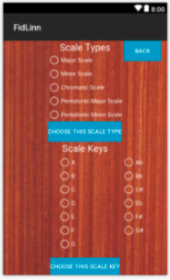 8:00
FidLinn
Scale Types
BACK
Major Scale
Minor Scale
Chromatic Scale
Pentatonic Major Scale
Pentatonic Minor Scale
CHOOSE THIS SCALE TYPE
Scale Keys
A Ab
B Bb
C C#
D D#
E Eb
F F#
G G#
CHOOSE THIS SCALE KEY